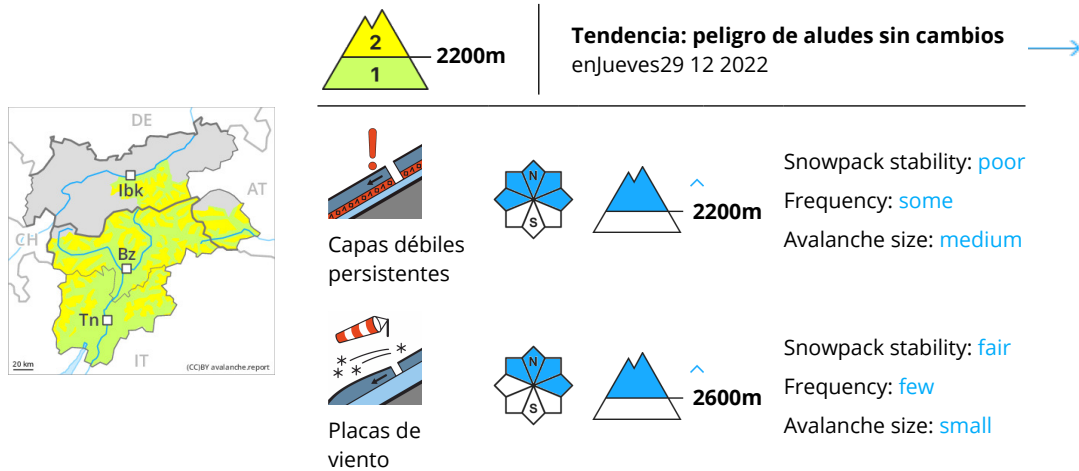 2
1
2200m
Tendencia: peligro de aludes sin cambios
enJueves29 12 2022
DE
AT
CH
IT
Ibk
Bz
Tn
20 km
(CC)BY avalanche.report
N
S
2200m
Snowpack stability: poor
Frequency: some
Avalanche size: medium
Capas débiles
persistentes
N
S
2600m
Snowpack stability: fair
Frequency: few
Avalanche size: small
Placas de
viento